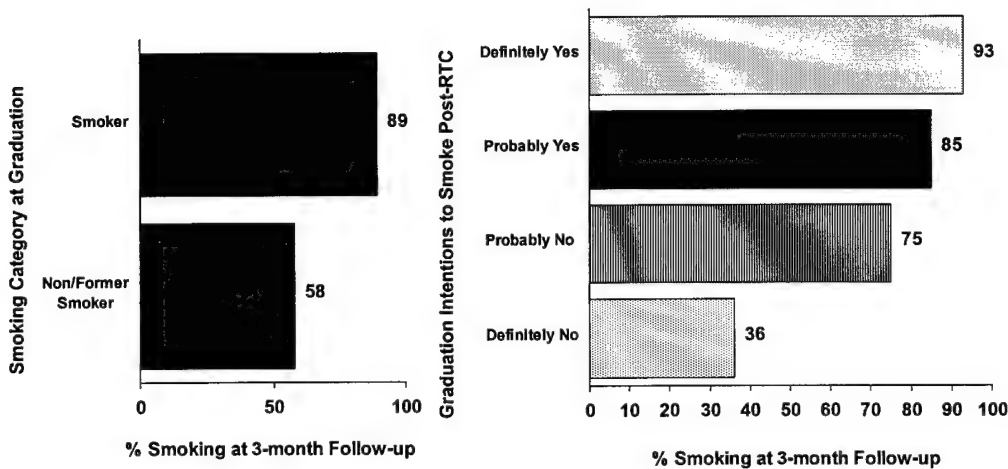 Smoking Category at Graduation
Smoker
89
Non/Former
Smoker
58
0
50
100
% Smoking at 3-month Follow-up
Graduation Intentions to Smoke Post-RTC
Definitely Yes
93
Probably Yes
85
Probably No
75
Definitely No
36
0 10 20 30 40 50 60 70 80 90 100
% Smoking at 3-month Follow-up